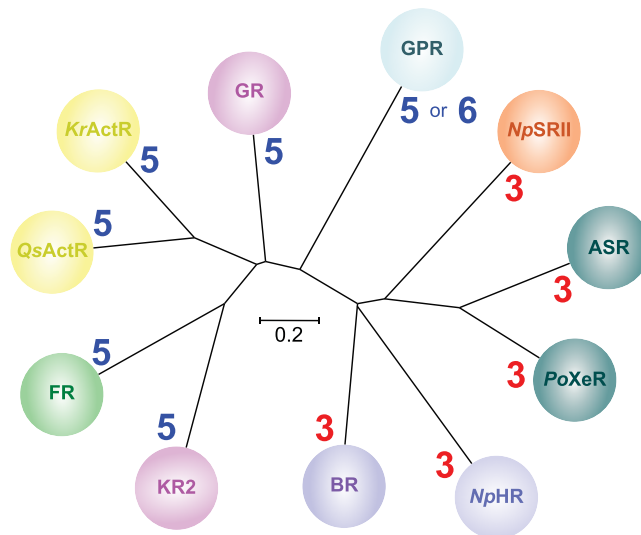 GPR
GR
5 or 6
KrActR
NpSRII
5
5
3
5
QsActR
ASR
3
0.2
5
3
PoXeR
FR
5
3
3
KR2
BR
NpHR